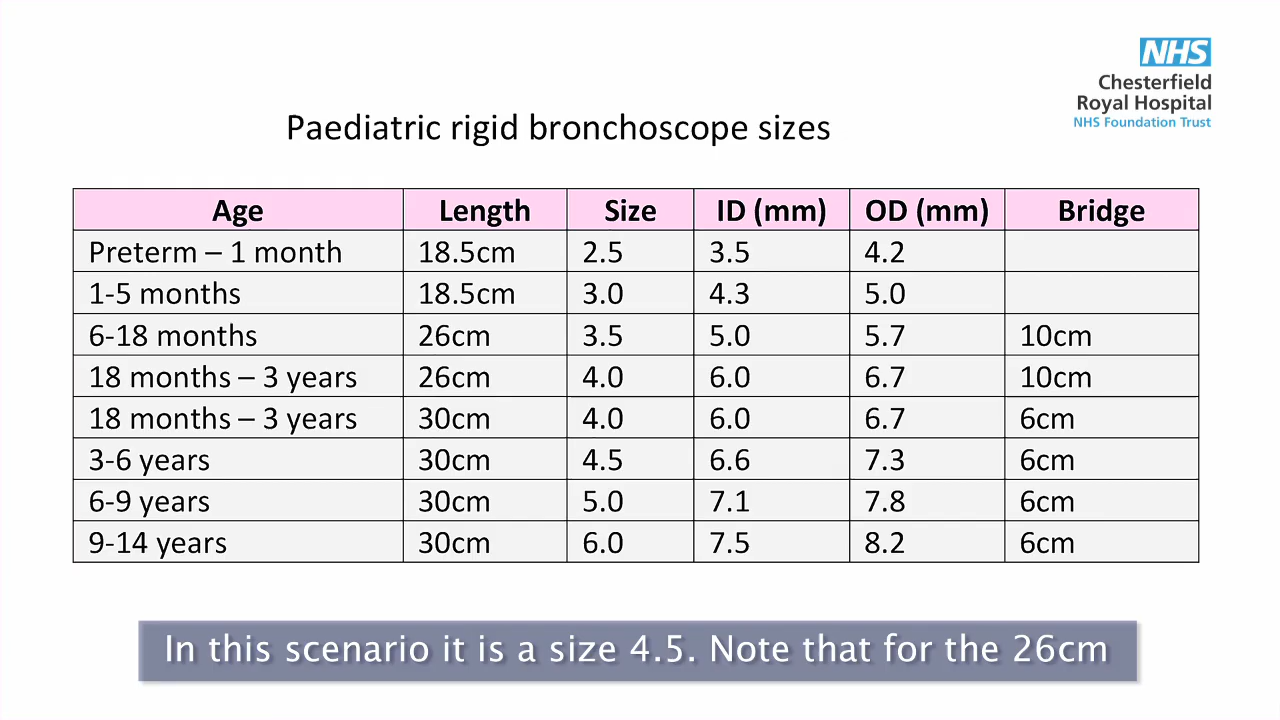 NHS
Chesterfield
Royal Hospital
NHS Foundation Trust
Paediatric rigid bronchoscope sizes
Age Length Size ID (mm) OD (mm) Bridge
Preterm – 1 month 18.5cm 2.5 3.5 4.2
1-5 months 18.5cm 3.0 4.3 5.0
6-18 months 26cm 3.5 5.0 5.7 10cm
18 months – 3 years 26cm 4.0 6.0 6.7 10cm
18 months – 3 years 30cm 4.0 6.0 6.7 6cm
3-6 years 30cm 4.5 6.6 7.3 6cm
6-9 years 30cm 5.0 7.1 7.8 6cm
9-14 years 30cm 6.0 7.5 8.2 6cm
In this scenario it is a size 4.5. Note that for the 26cm